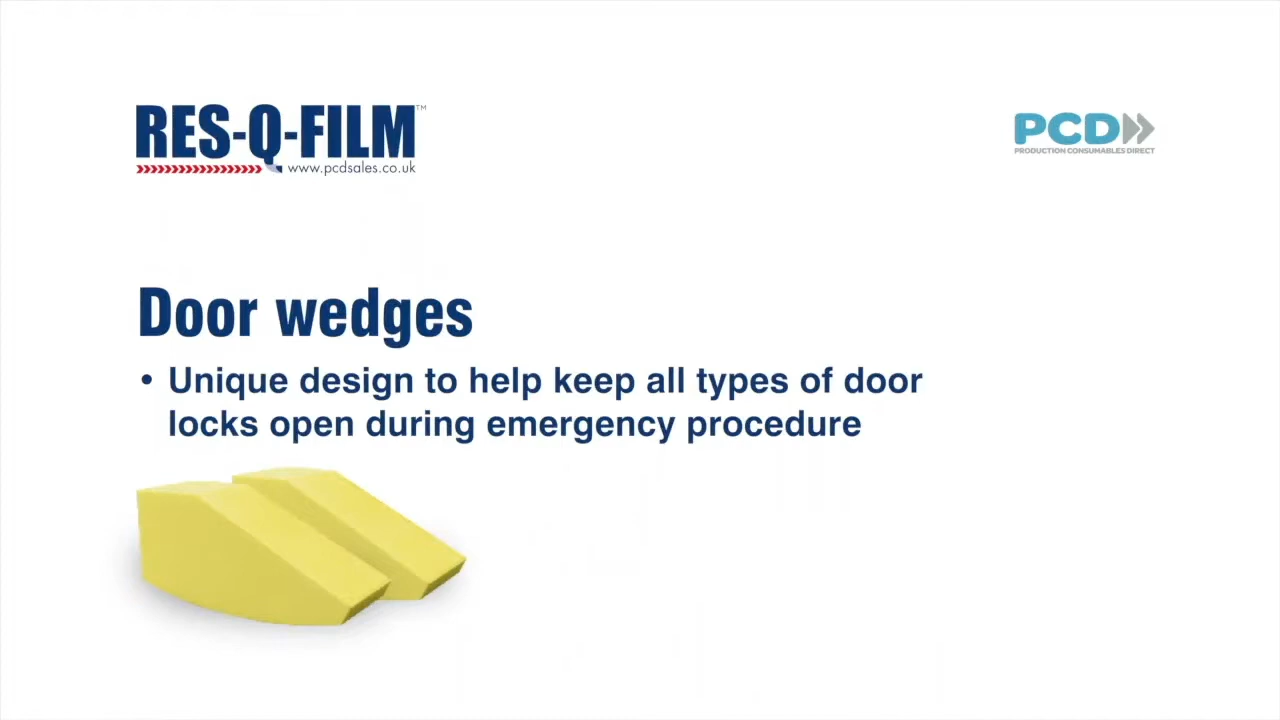 RES-Q-FILM™
www.pcdsales.co.uk
PCD
PRODUCTION CONSUMABLES DIRECT
Door wedges
• Unique design to help keep all types of door
locks open during emergency procedure